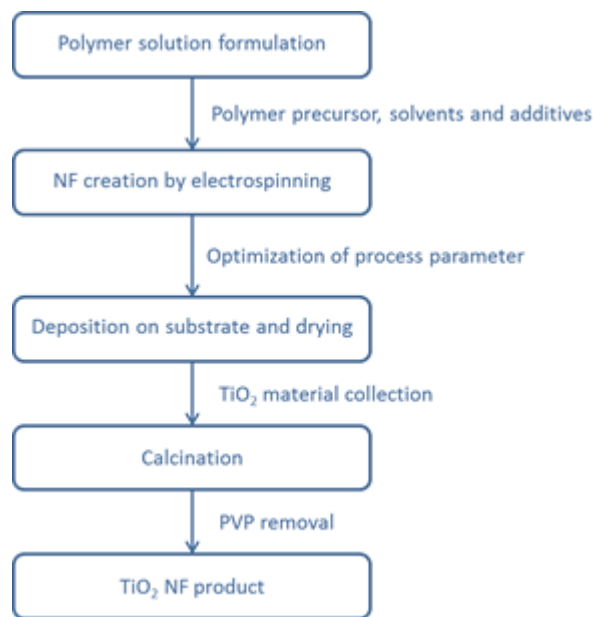 Polymer solution formulation
Polymer precursor, solvents and additives
NF creation by electrospinning
Optimization of process parameter
Deposition on substrate and drying
TiO₂ material collection
Calcination
PVP removal
TiO₂ NF product